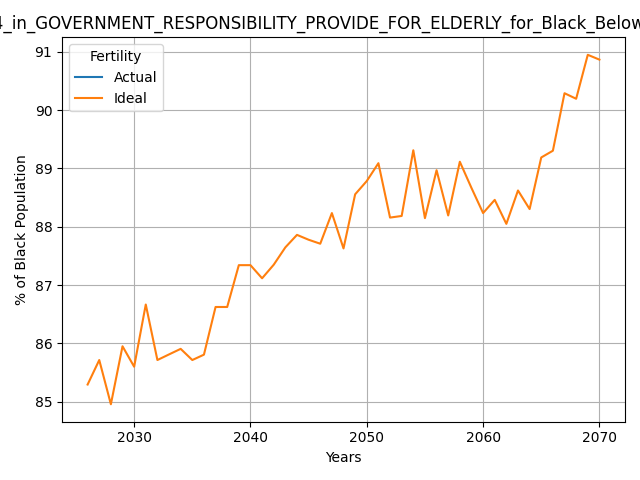 4_in_GOVERNMENT_RESPONSIBILITY_PROVIDE_FOR_ELDERLY_for_Black_Below
Fertility
Actual
Ideal
% of Black Population
91
90
89
88
87
86
85
2030
2040
2050
2060
2070
Years